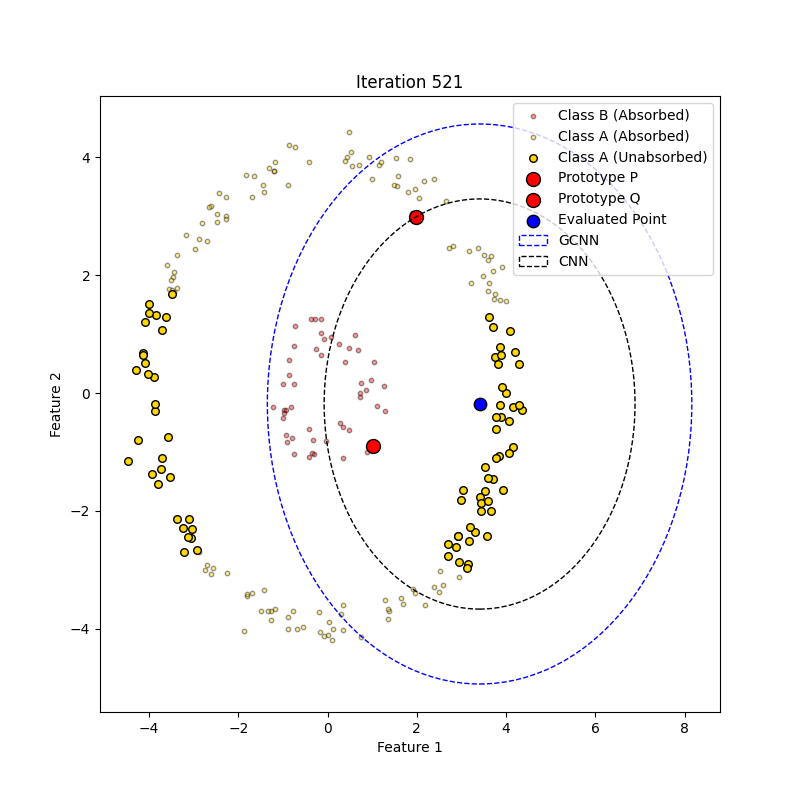 Iteration 521
Class B (Absorbed)
Class A (Absorbed)
Class A (Unabsorbed)
Prototype P
Prototype Q
Evaluated Point
GCNN
CNN
4
2
0
−2
−4
Feature 2
−4 −2 0 2 4 6 8
Feature 1